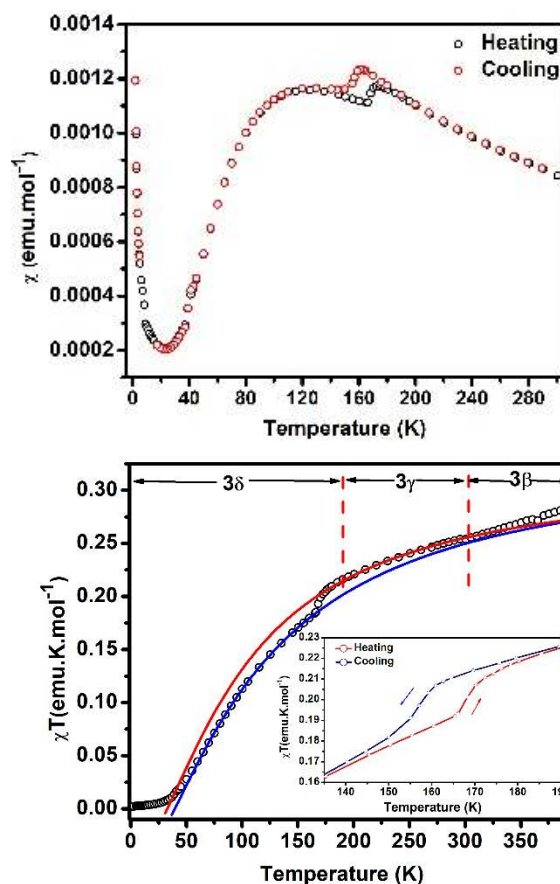 0.0014
0.0012
0.0010
0.0008
0.0006
0.0004
0.0002
χ (emu.mol⁻¹)
Heating
Cooling
0 40 80 120 160 200 240 280
Temperature (K)
3δ 3γ 3β
0.30
0.25
0.20
0.15
0.10
0.05
0.00
χT(emu.K.mol⁻¹)
Heating
Cooling
0.23
0.22
0.21
0.20
0.19
0.18
0.17
0.16
χT(emu.K.mol⁻¹)
140 150 160 170 180 190
Temperature (K)
0 50 100 150 200 250 300 350
Temperature (K)